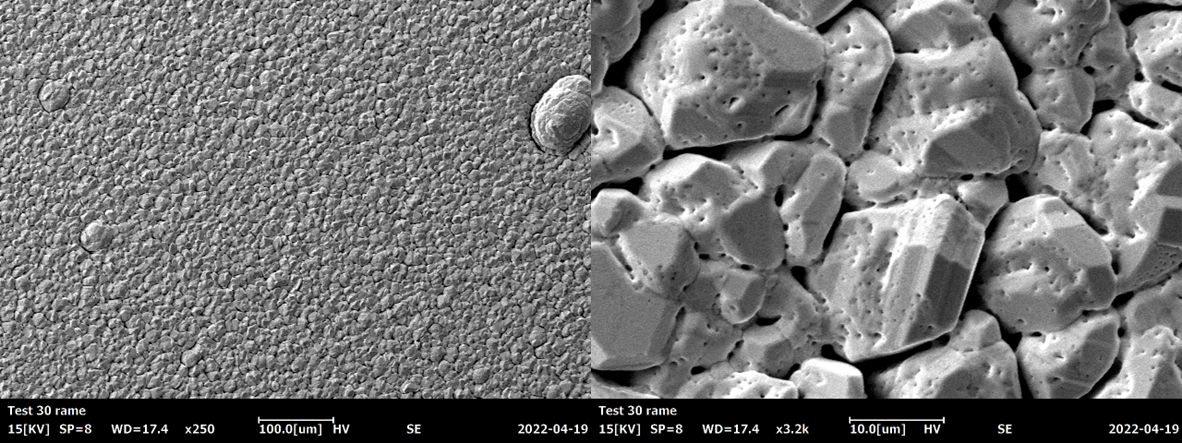 Test 30 rame
15[KV] SP=8 WD=17.4 x250 100.0[um] HV SE 2022-04-19
Test 30 rame
15[KV] SP=8 WD=17.4 x3.2k 10.0[um] HV SE 2022-04-19